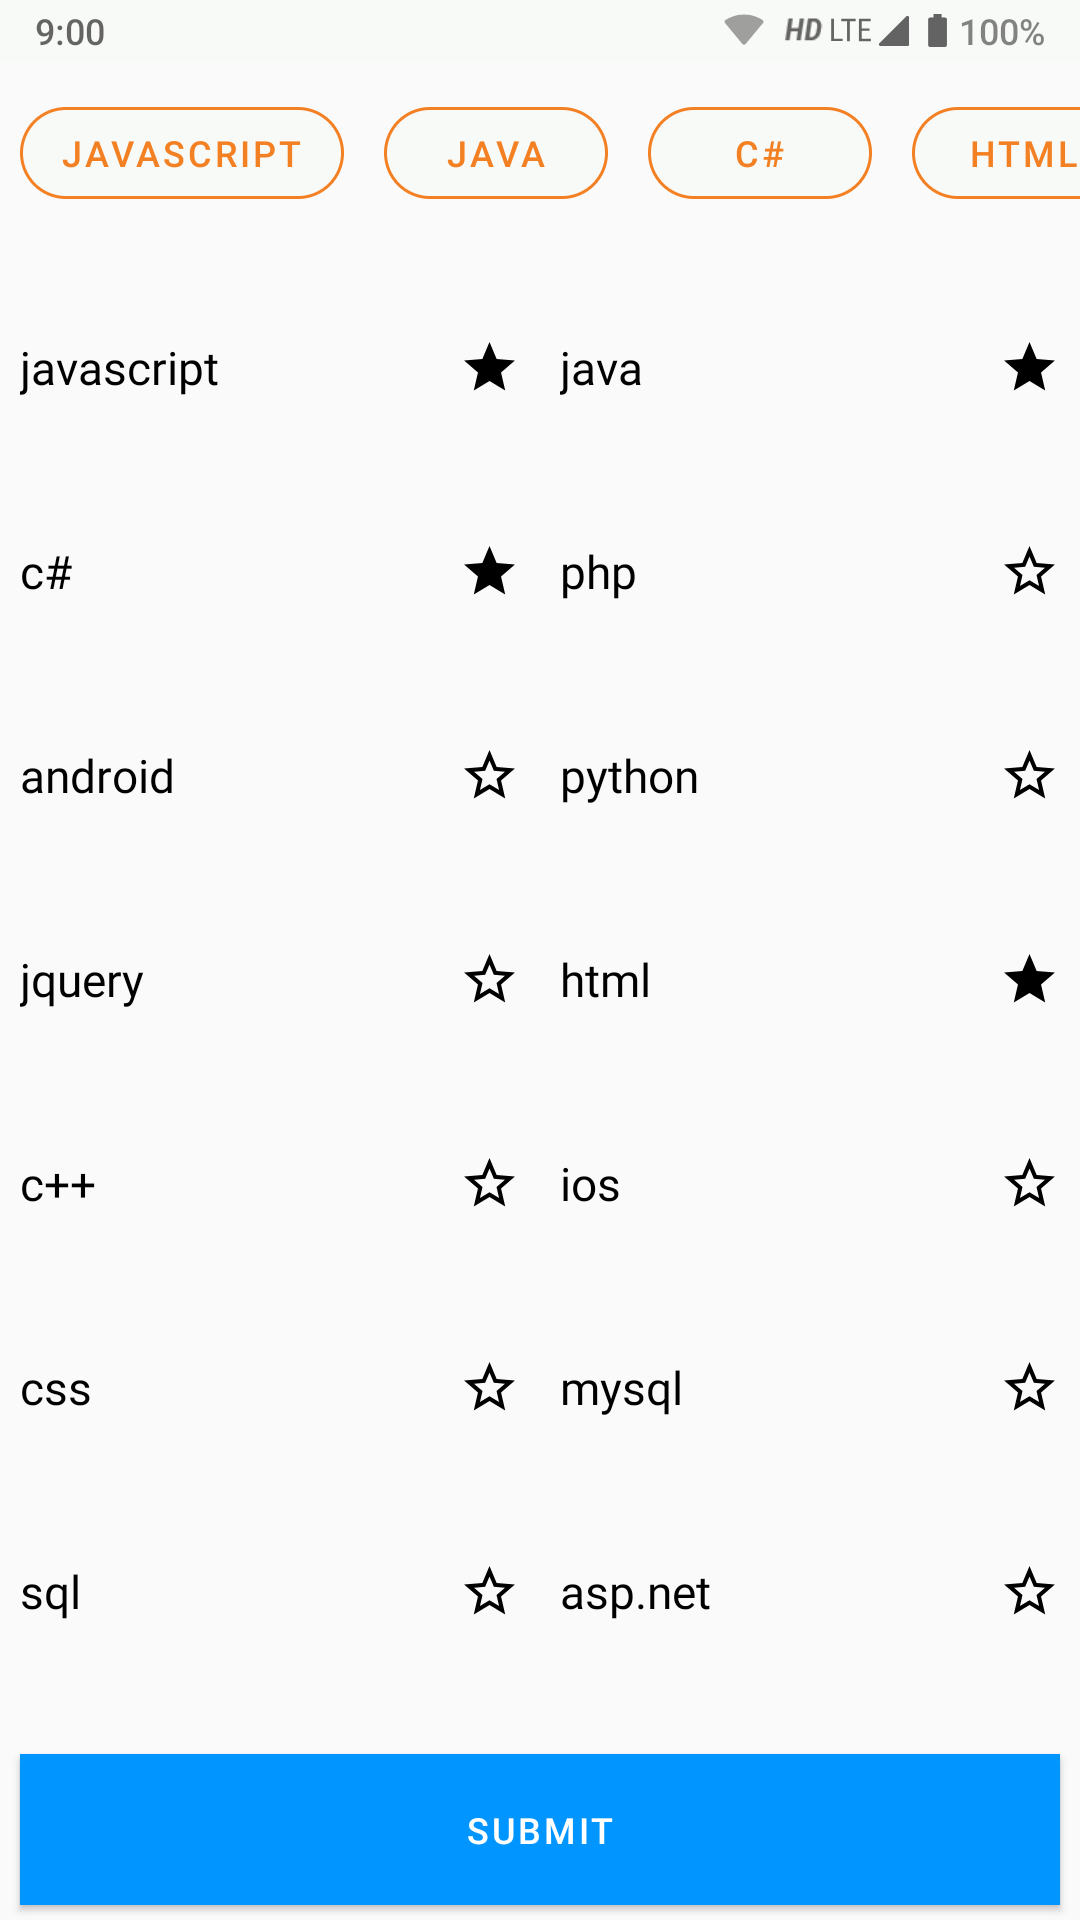 9:00 HD LTE 100%
JAVASCRIPT JAVA C# HTML
javascript java
c# php
android python
jquery html
c++ ios
css mysql
sql asp.net
SUBMIT